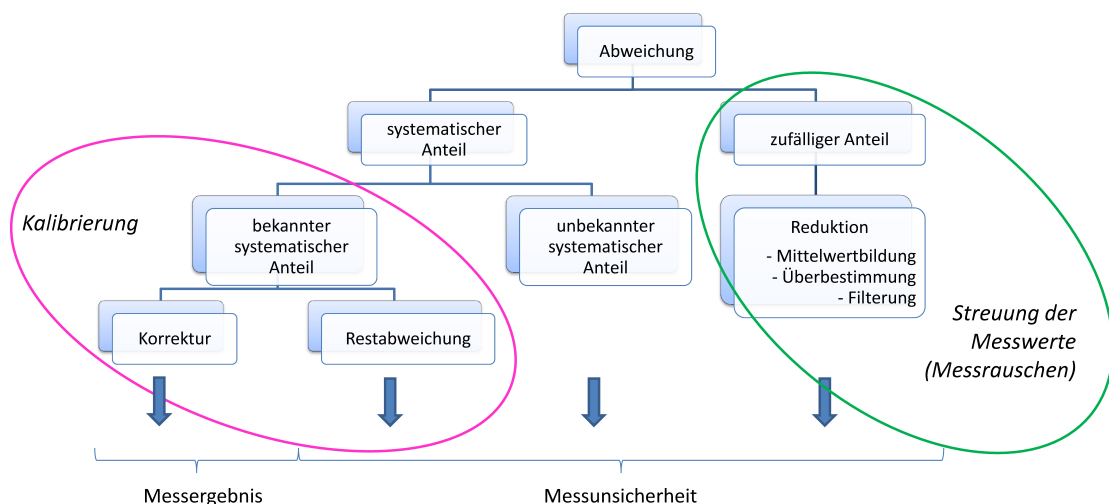 Abweichung
systematischer
Anteil
zufälliger Anteil
Kalibrierung
bekannter
systematischer
Anteil
unbekannter
systematischer
Anteil
Reduktion
- Mittelwertbildung
- Überbestimmung
- Filterung
Korrektur
Restabweichung
Streuung der
Messwerte
(Messrauschen)
Messergebnis
Messunsicherheit